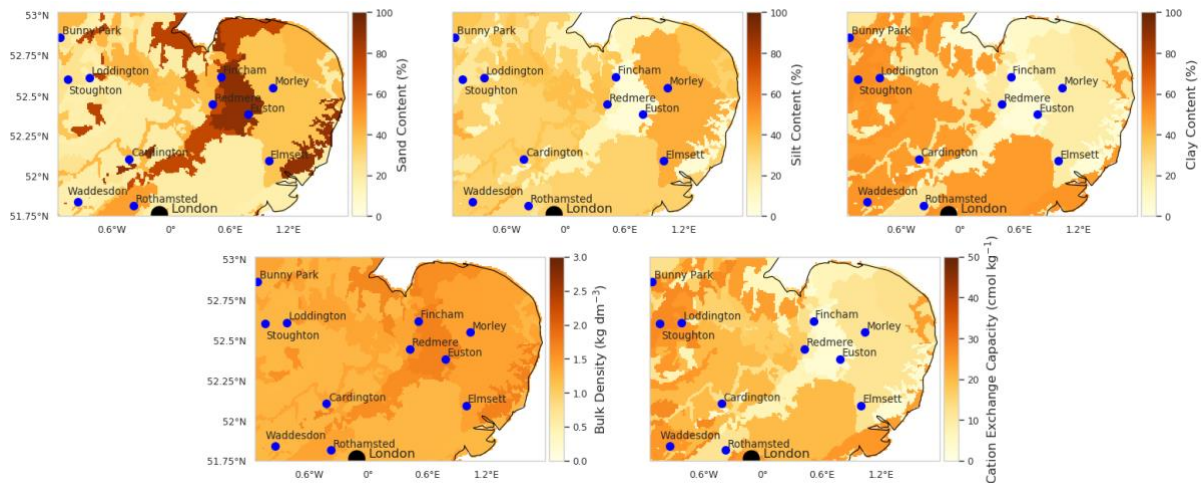 53°N
52.75°N
52.5°N
52.25°N
52°N
51.75°N
Bunny Park
Loddington
Stoughton
Fincham
Morley
Redmere
Euston
Cardington
Elmsett
Waddesdon
Rothamsted
London
0.6°W
0°
0.6°E
1.2°E
100
80
60
40
20
0
Sand Content (%)
Bunny Park
Loddington
Stoughton
Fincham
Morley
Redmere
Euston
Cardington
Elmsett
Waddesdon
Rothamsted
London
0.6°W
0°
0.6°E
1.2°E
100
80
60
40
20
0
Silt Content (%)
Bunny Park
Loddington
Stoughton
Fincham
Morley
Redmere
Euston
Cardington
Elmsett
Waddesdon
Rothamsted
London
0.6°W
0°
0.6°E
1.2°E
100
80
60
40
20
0
Clay Content (%)
53°N
52.75°N
52.5°N
52.25°N
52°N
51.75°N
Bunny Park
Loddington
Stoughton
Fincham
Morley
Redmere
Euston
Cardington
Elmsett
Waddesdon
Rothamsted
London
0.6°W
0°
0.6°E
1.2°E
3.0
2.5
2.0
1.5
1.0
0.5
0.0
Bulk Density (kg dm⁻³)
Bunny Park
Loddington
Stoughton
Fincham
Morley
Redmere
Euston
Cardington
Elmsett
Waddesdon
Rothamsted
London
0.6°W
0°
0.6°E
1.2°E
50
40
30
20
10
0
Cation Exchange Capacity (cmol kg⁻¹)